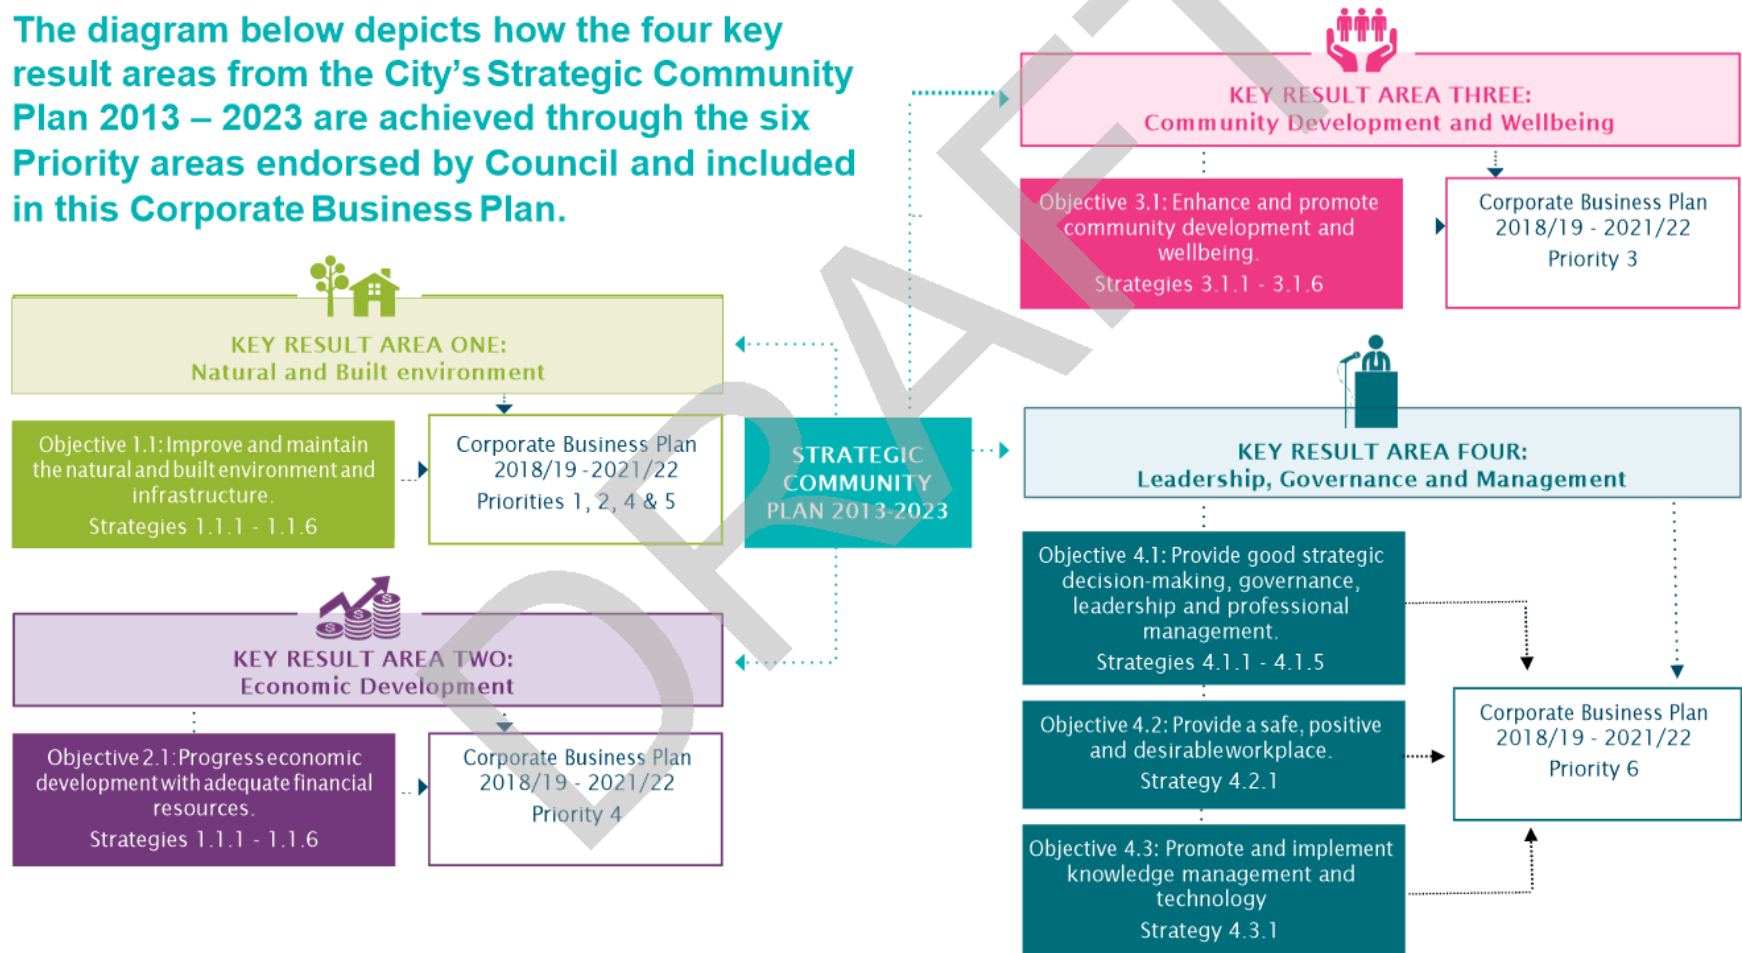 The diagram below depicts how the four key
result areas from the City's Strategic Community
Plan 2013 – 2023 are achieved through the six
Priority areas endorsed by Council and included
in this Corporate Business Plan.
KEY RESULT AREA ONE:
Natural and Built environment
Objective 1.1: Improve and maintain
the natural and built environment and
infrastructure.
Strategies 1.1.1 - 1.1.6
Corporate Business Plan
2018/19 - 2021/22
Priorities 1, 2, 4 & 5
KEY RESULT AREA TWO:
Economic Development
Objective 2.1: Progress economic
development with adequate financial
resources.
Strategies 1.1.1 - 1.1.6
Corporate Business Plan
2018/19 - 2021/22
Priority 4
STRATEGIC
COMMUNITY
PLAN 2013-2023
KEY RESULT AREA THREE:
Community Development and Wellbeing
Objective 3.1: Enhance and promote
community development and
wellbeing.
Strategies 3.1.1 - 3.1.6
Corporate Business Plan
2018/19 - 2021/22
Priority 3
KEY RESULT AREA FOUR:
Leadership, Governance and Management
Objective 4.1: Provide good strategic
decision-making, governance,
leadership and professional
management.
Strategies 4.1.1 - 4.1.5
Objective 4.2: Provide a safe, positive
and desirable workplace.
Strategy 4.2.1
Objective 4.3: Promote and implement
knowledge management and
technology
Strategy 4.3.1
Corporate Business Plan
2018/19 - 2021/22
Priority 6
DRAFT